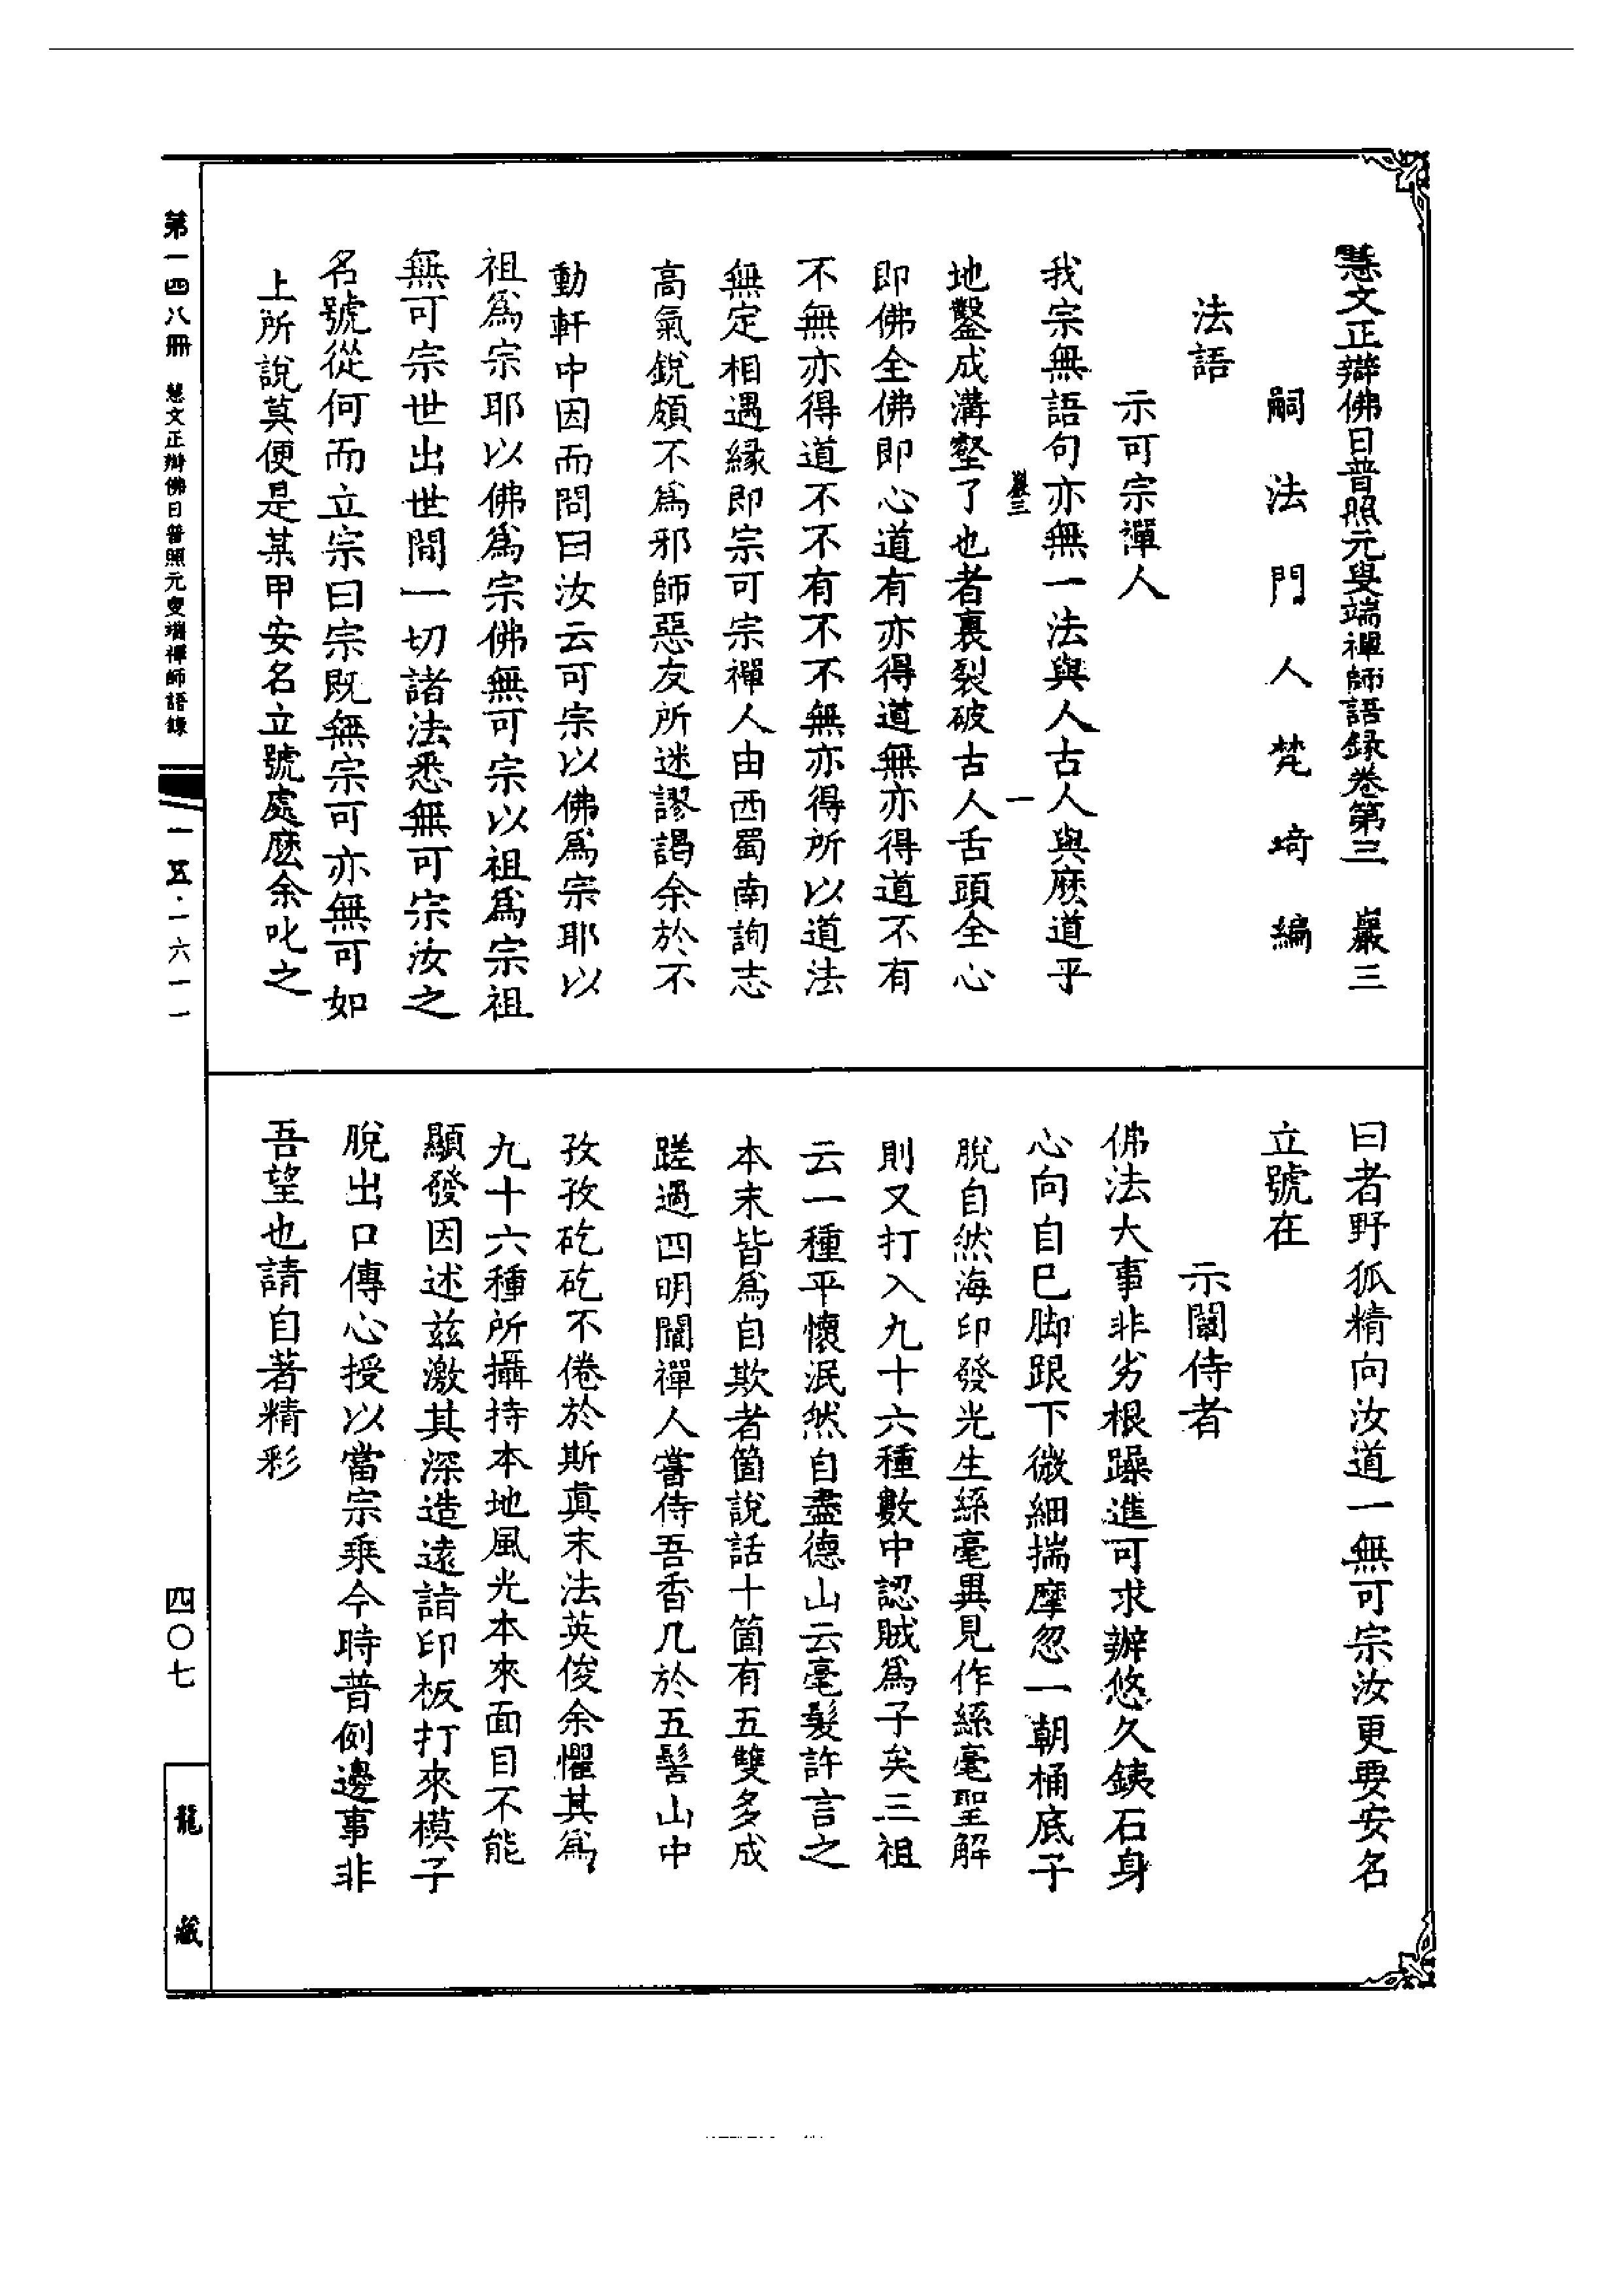 慧文正辯佛日普照元叟端禪師語錄卷第三　巖三
嗣法門人梵琦編
法語
示可宗禪人
我宗無語句亦無一法與人古人與麽道乎
巖三　一
地鑿成溝壑了也者裏裂破古人舌頭全心
即佛全佛即心道有亦得道無亦得道不有
不無亦得道不不有不不無亦得所以道法
無定相遇緣即宗可宗禪人由西蜀南詢志
高氣銳頗不爲邪師惡友所迷謬謁余於不
動軒中因而問曰汝云可宗以佛爲宗耶以
祖爲宗耶以佛爲宗佛無可宗以祖爲宗祖
無可宗世出世間一切諸法悉無可宗汝之
名號從何而立宗曰宗既無宗可亦無可如
上所說莫便是某甲安名立號處麽余叱之
曰者野狐精向汝道一無可宗汝更要安名
立號在
示闇侍者
佛法大事非劣根躁進可求辦悠久鐵石身
心向自巳脚跟下微細揣摩忽一朝桶底子
脫自然海印發光生絲毫異見作絲毫聖解
則又打入九十六種數中認賊爲子矣三祖
云一種平懷泯然自盡德山云毫髮許言之
本末皆爲自欺者箇說話十箇有五雙多成
蹉過四明闇禪人嘗侍吾香几於五髻山中
孜孜矻矻不倦於斯真末法英俊余懼其爲
九十六種所攝持本地風光本來面目不能
顯發因述兹激其深造遠詣印板打來模子
脫出口傳心授以當宗乘今時普例邊事非
吾望也請自著精彩
第一四八冊　慧文正辯佛日普照元叟端禪師語錄
一五·一六一一
四〇七
龍藏